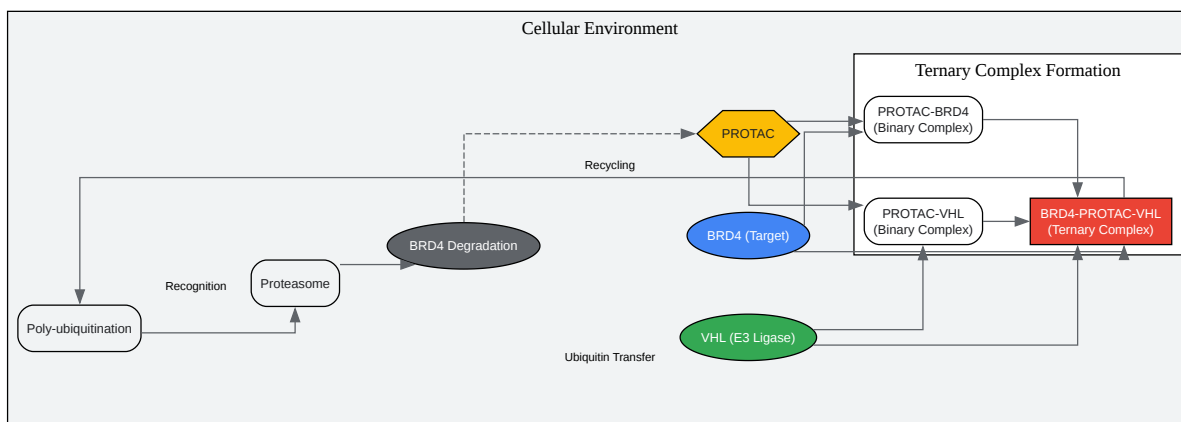 Cellular Environment
Ternary Complex Formation
PROTAC-BRD4
(Binary Complex)
PROTAC
Recycling
PROTAC-VHL
(Binary Complex)
BRD4-PROTAC-VHL
(Ternary Complex)
BRD4 (Target)
BRD4 Degradation
Proteasome
Recognition
Poly-ubiquitination
VHL (E3 Ligase)
Ubiquitin Transfer